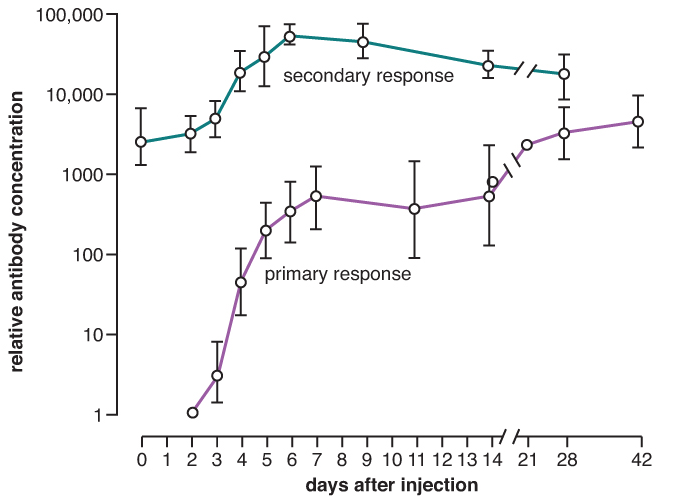 100,000
10,000
1000
100
10
1
relative antibody concentration
secondary response
primary response
0 1 2 3 4 5 6 7 8 9 10 11 12 13 14 21 28 42
days after injection